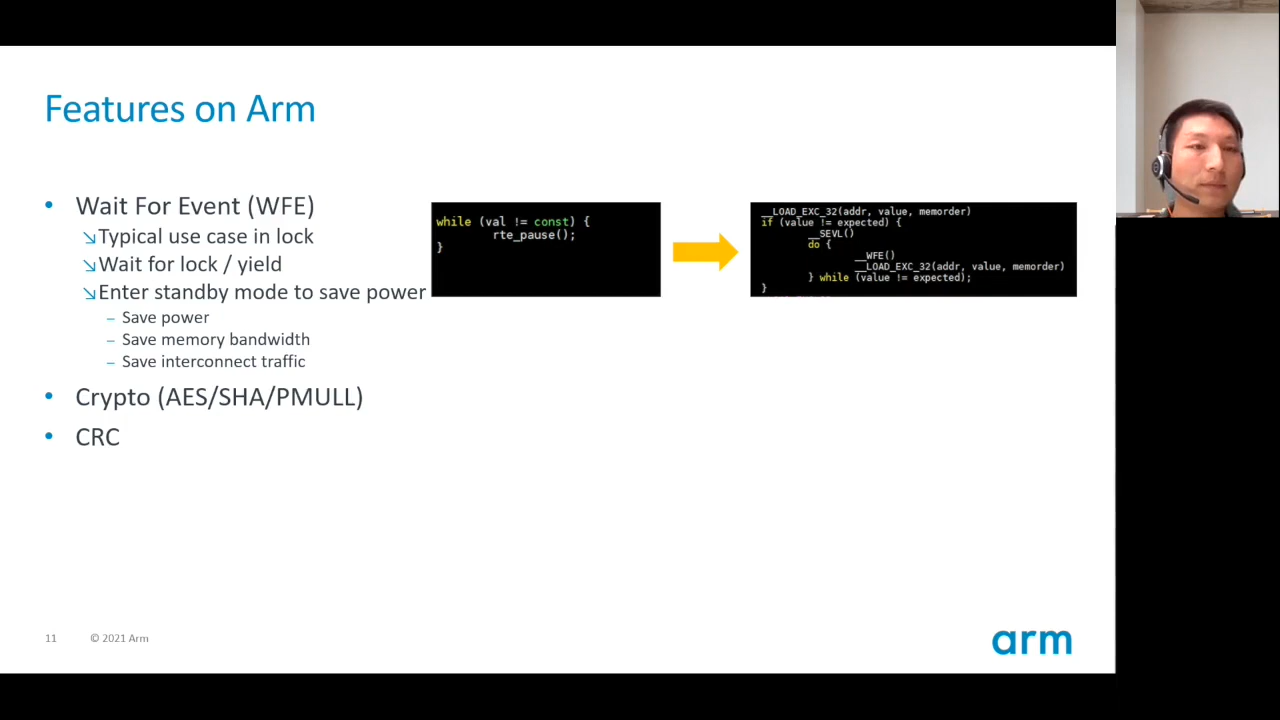 Features on Arm
• Wait For Event (WFE)
↘Typical use case in lock
↘Wait for lock / yield
↘Enter standby mode to save power
– Save power
– Save memory bandwidth
– Save interconnect traffic
• Crypto (AES/SHA/PMULL)
• CRC
while (val != const) {
rte_pause();
}
__LOAD_EXC_32(addr, value, memorder)
if (value != expected) {
__SEVL()
do {
__WFE()
__LOAD_EXC_32(addr, value, memorder)
} while (value != expected);
}
11 © 2021 Arm
arm